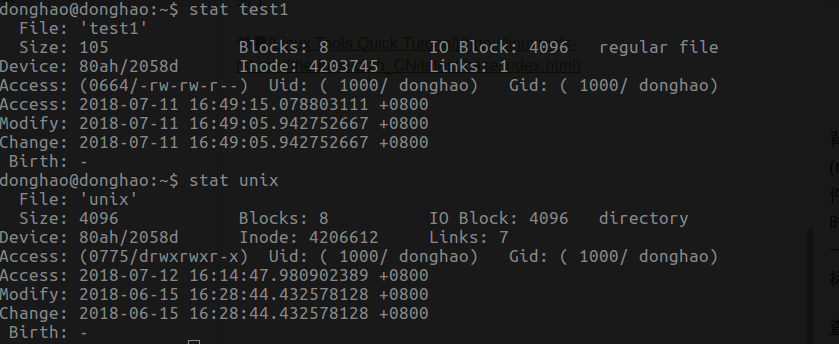 donghao@donghao:~$ stat test1
  File: 'test1'
  Size: 105             Blocks: 8          IO Block: 4096   regular file
Device: 80ah/2058d      Inode: 4203745     Links: 1
Access: (0664/-rw-rw-r--)  Uid: ( 1000/ donghao)   Gid: ( 1000/ donghao)
Access: 2018-07-11 16:49:15.078803111 +0800
Modify: 2018-07-11 16:49:05.942752667 +0800
Change: 2018-07-11 16:49:05.942752667 +0800
 Birth: -
donghao@donghao:~$ stat unix
  File: 'unix'
  Size: 4096            Blocks: 8          IO Block: 4096   directory
Device: 80ah/2058d      Inode: 4206612     Links: 7
Access: (0775/drwxrwxr-x)  Uid: ( 1000/ donghao)   Gid: ( 1000/ donghao)
Access: 2018-07-12 16:14:47.980902389 +0800
Modify: 2018-06-15 16:28:44.432578128 +0800
Change: 2018-06-15 16:28:44.432578128 +0800
 Birth: -
Tools Quick Tutorial